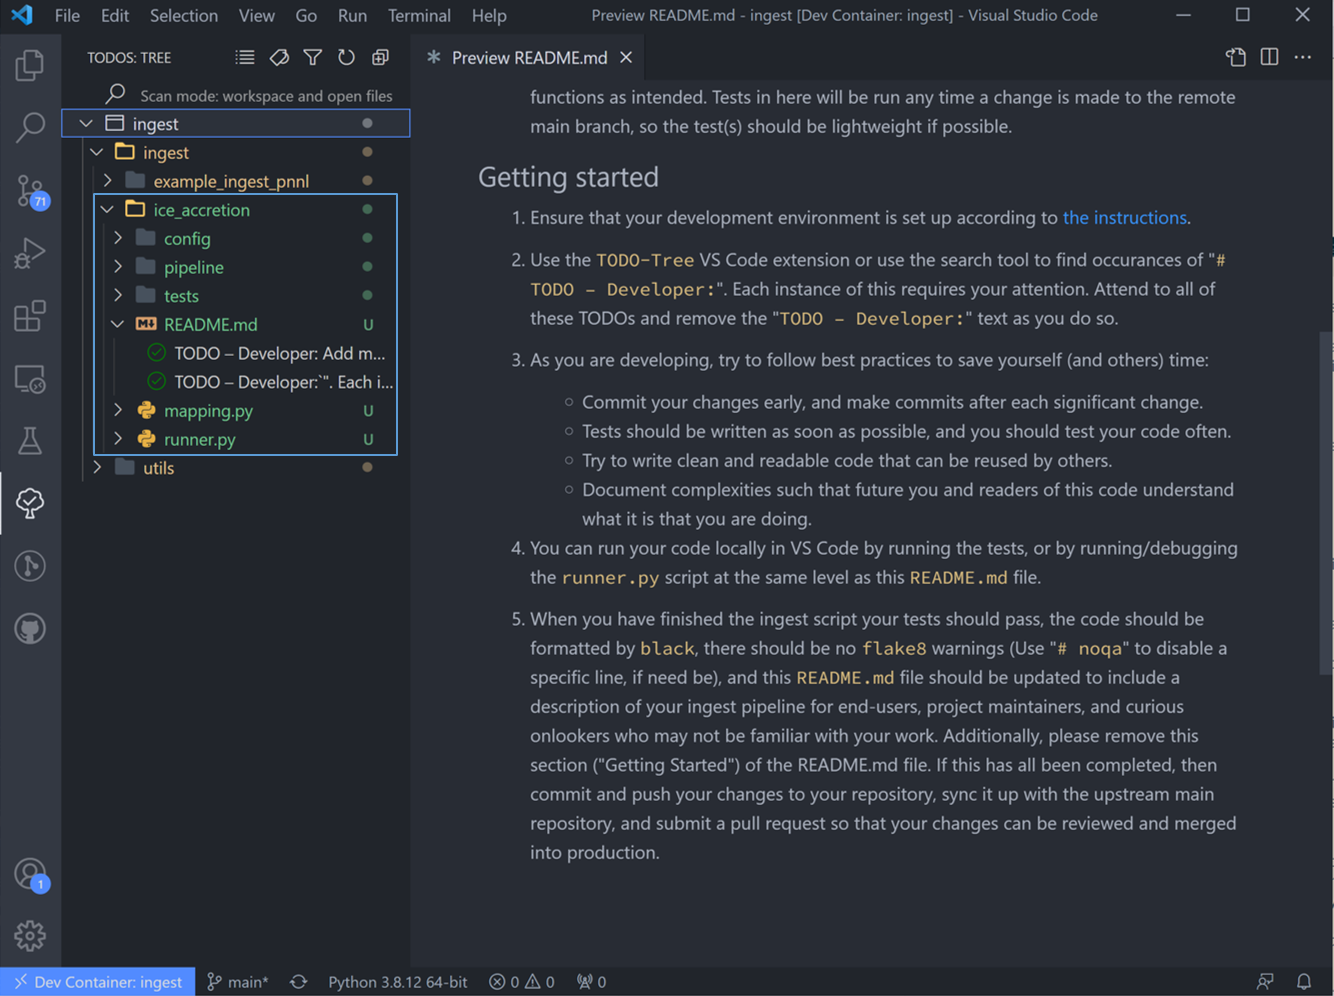 File Edit Selection View Go Run Terminal Help
Preview README.md - ingest [Dev Container: ingest] - Visual Studio Code
TODOS: TREE
Preview README.md
Scan mode: workspace and open files
ingest
ingest
example_ingest_pnnl
ice_accretion
config
pipeline
tests
README.md U
TODO – Developer: Add m...
TODO – Developer:`". Each i...
mapping.py U
runner.py U
utils
71
1
functions as intended. Tests in here will be run any time a change is made to the remote
main branch, so the test(s) should be lightweight if possible.
Getting started
1. Ensure that your development environment is set up according to the instructions.
2. Use the TODO-Tree VS Code extension or use the search tool to find occurances of "#
TODO – Developer:". Each instance of this requires your attention. Attend to all of
these TODOs and remove the "TODO – Developer:" text as you do so.
3. As you are developing, try to follow best practices to save yourself (and others) time:
○ Commit your changes early, and make commits after each significant change.
○ Tests should be written as soon as possible, and you should test your code often.
○ Try to write clean and readable code that can be reused by others.
○ Document complexities such that future you and readers of this code understand
what it is that you are doing.
4. You can run your code locally in VS Code by running the tests, or by running/debugging
the runner.py script at the same level as this README.md file.
5. When you have finished the ingest script your tests should pass, the code should be
formatted by black, there should be no flake8 warnings (Use "# noqa" to disable a
specific line, if need be), and this README.md file should be updated to include a
description of your ingest pipeline for end-users, project maintainers, and curious
onlookers who may not be familiar with your work. Additionally, please remove this
section ("Getting Started") of the README.md file. If this has all been completed, then
commit and push your changes to your repository, sync it up with the upstream main
repository, and submit a pull request so that your changes can be reviewed and merged
into production.
Dev Container: ingest main* Python 3.8.12 64-bit 0 0 0